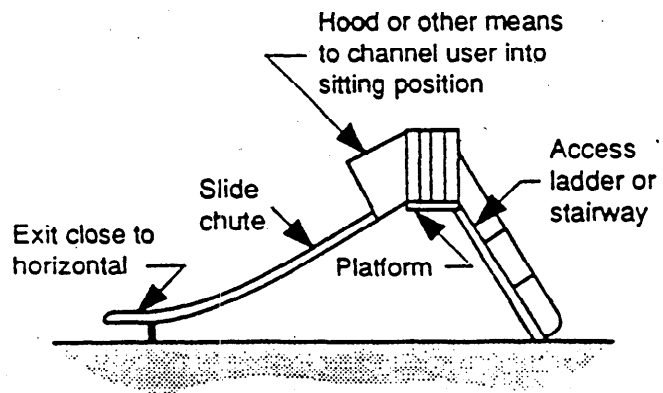 Hood or other means
to channel user into
sitting position
Access
ladder or
stairway
Slide
chute
Exit close to
horizontal
Platform